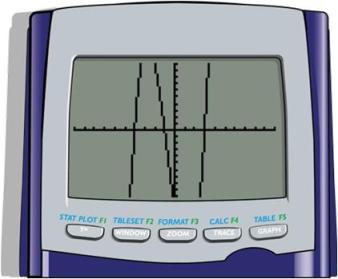 STAT PLOT F1 TBLESET F2 FORMAT F3 CALC F4 TABLE F5
Y= WINDOW ZOOM TRACE GRAPH